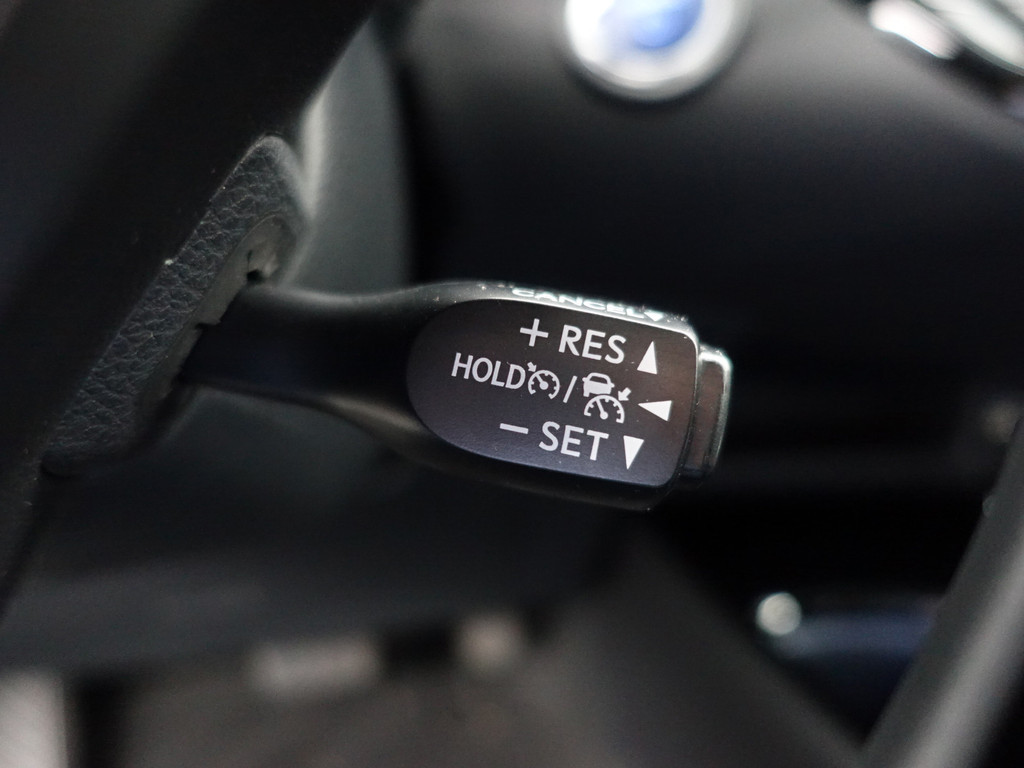 CANCEL
+ RES
HOLD /
− SET